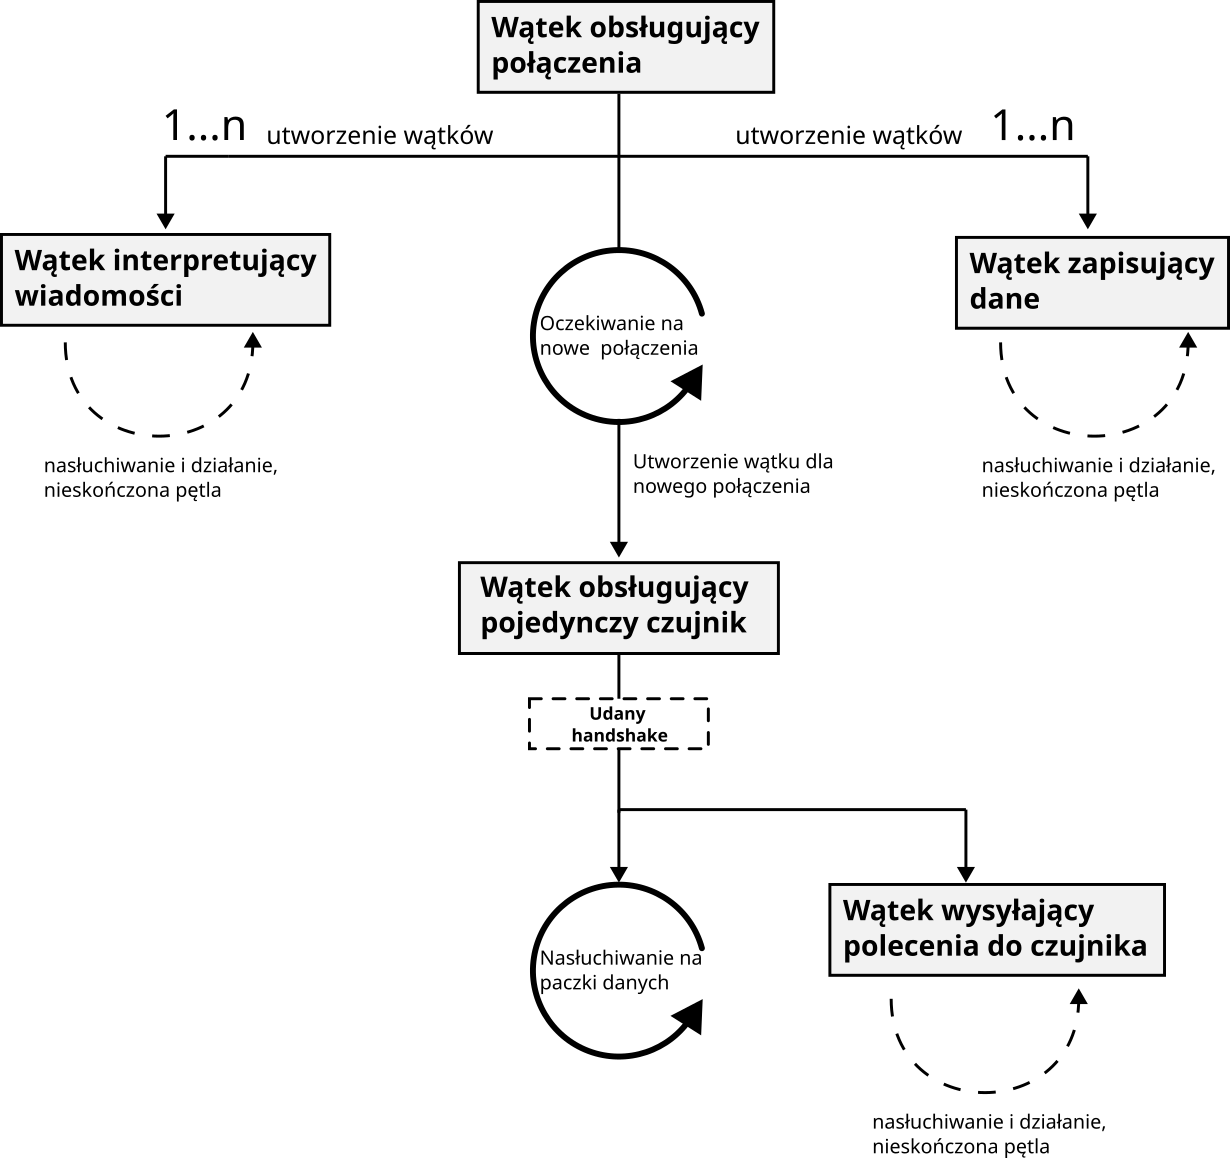 Wątek obsługujący
połączenia
1...n
utworzenie wątków
utworzenie wątków
1...n
Wątek interpretujący
wiadomości
Wątek zapisujący
dane
Oczekiwanie na
nowe  połączenia
nasłuchiwanie i działanie,
nieskończona pętla
Utworzenie wątku dla
nowego połączenia
nasłuchiwanie i działanie,
nieskończona pętla
Wątek obsługujący
pojedynczy czujnik
Udany
handshake
Wątek wysyłający
polecenia do czujnika
Nasłuchiwanie na
paczki danych
nasłuchiwanie i działanie,
nieskończona pętla